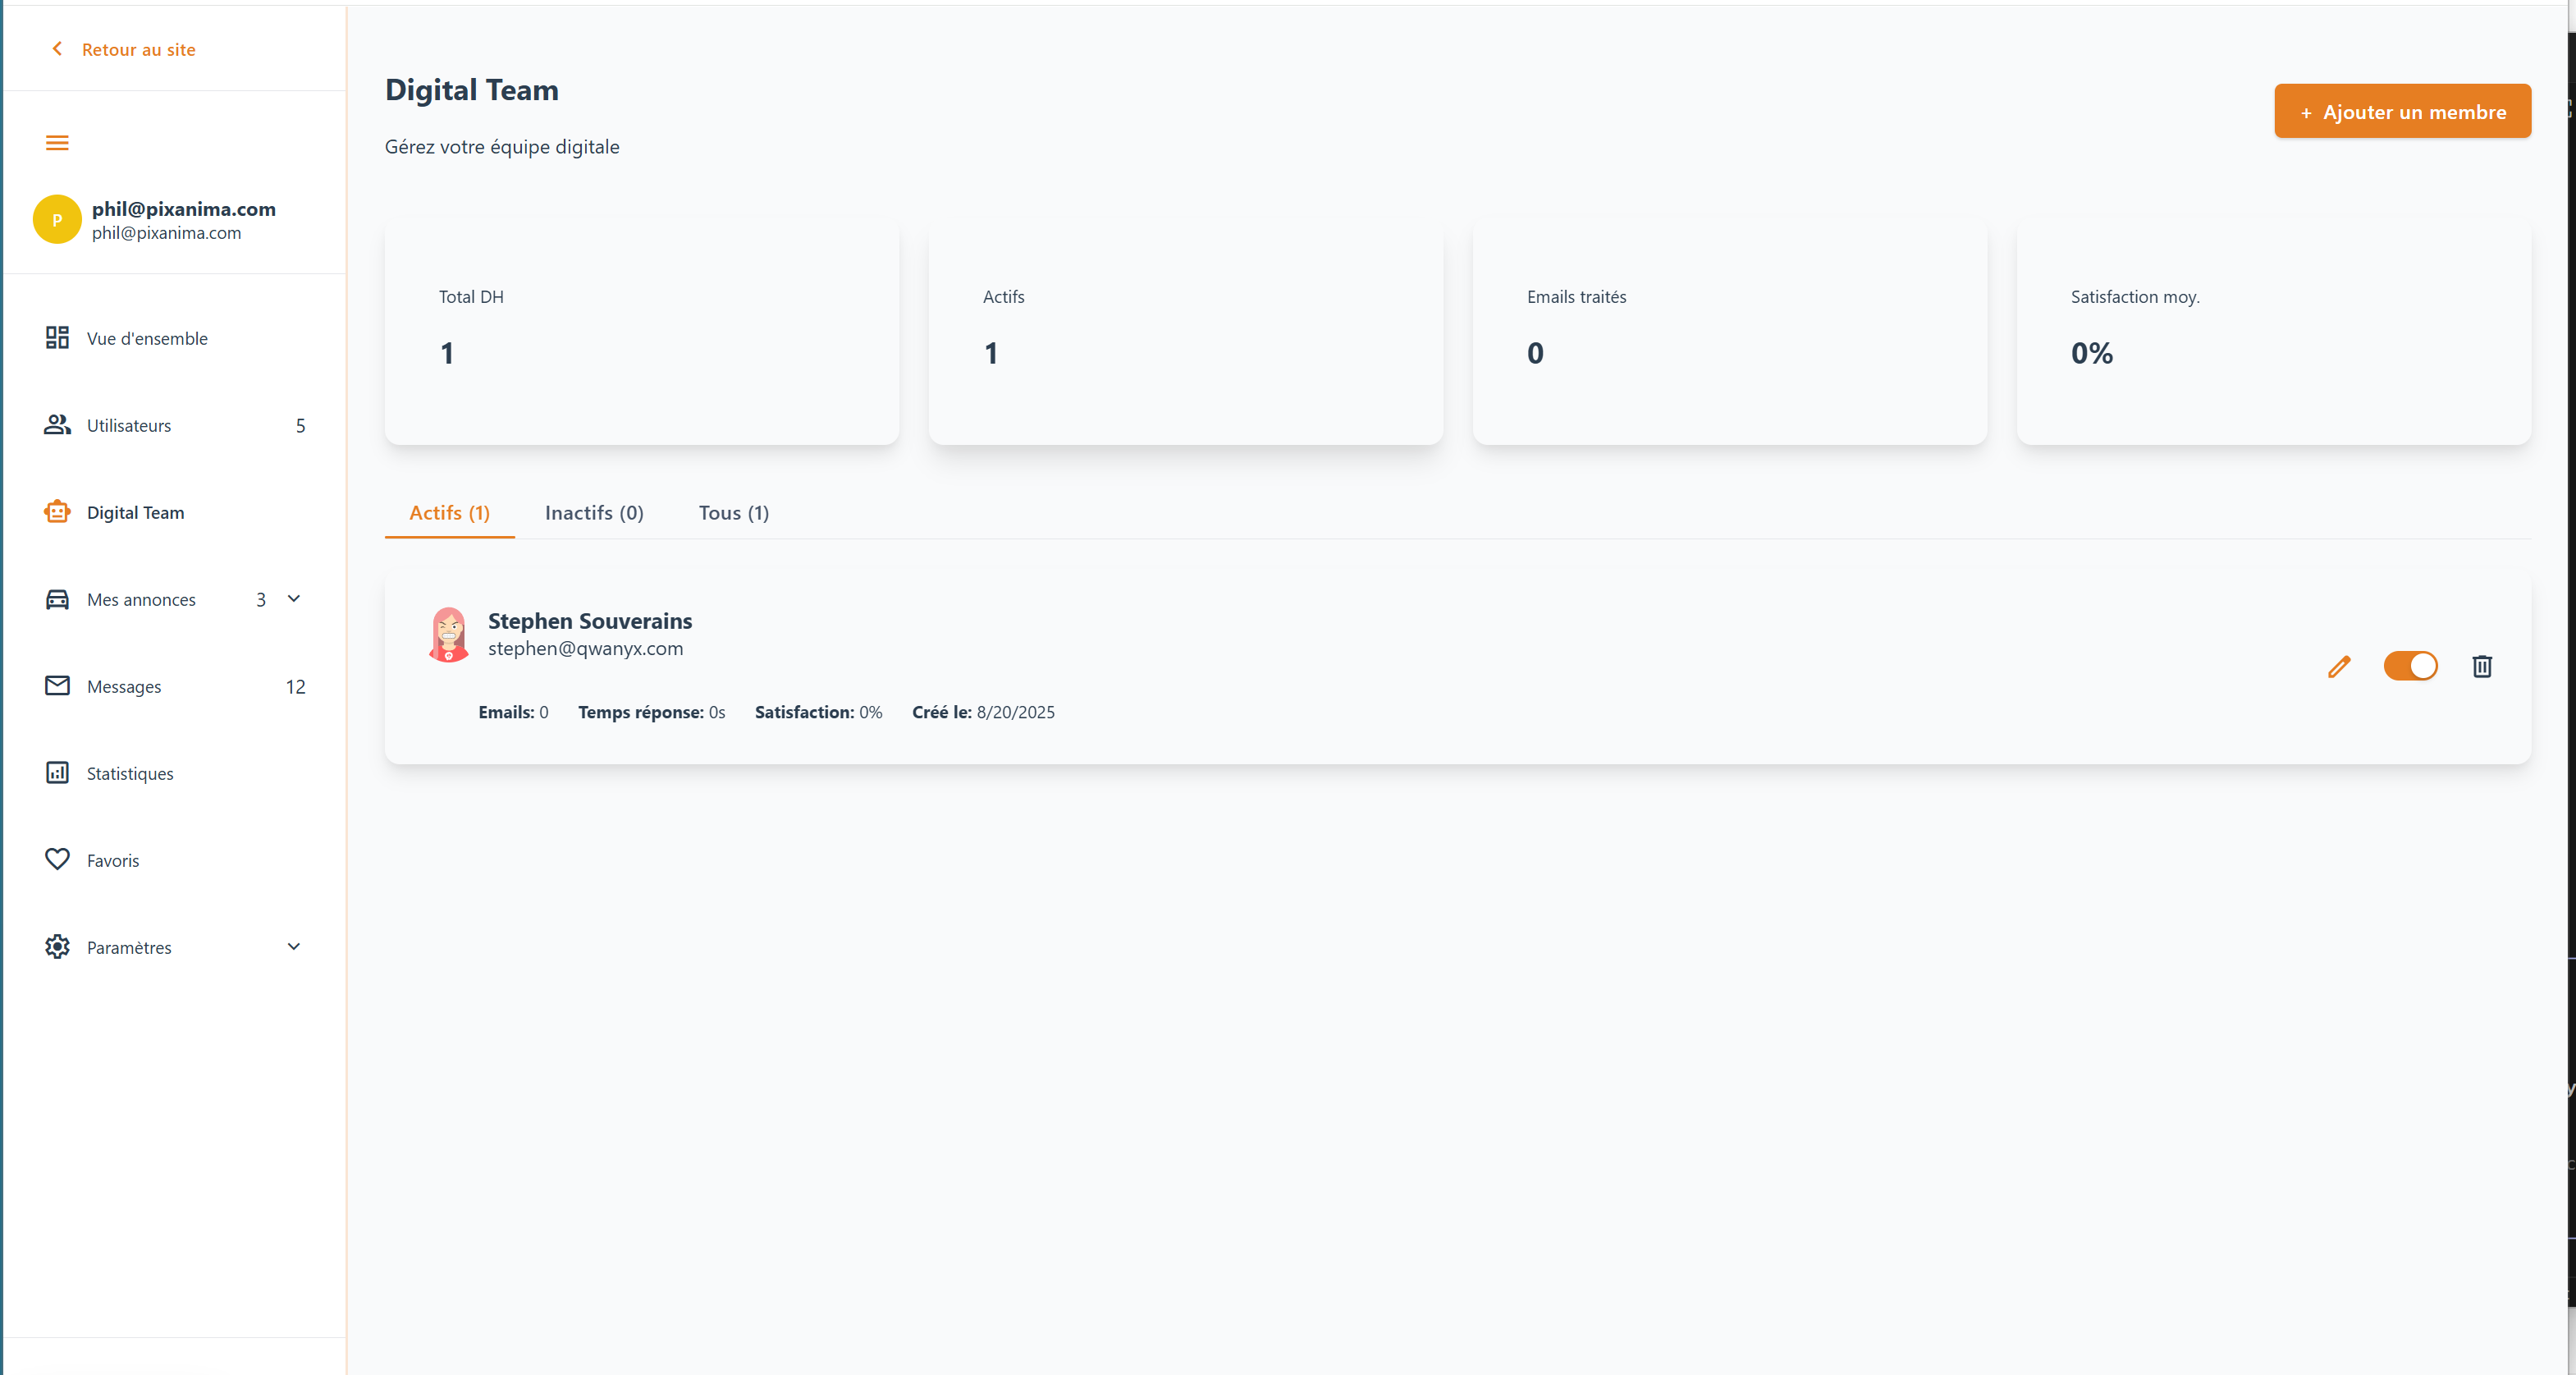 Retour au site
phil@pixanima.com
P
phil@pixanima.com
Vue d'ensemble
Utilisateurs 5
Digital Team
Mes annonces 3
Messages 12
Statistiques
Favoris
Paramètres
Digital Team
Gérez votre équipe digitale
+ Ajouter un membre
Total DH
1
Actifs
1
Emails traités
0
Satisfaction moy.
0%
Actifs (1) Inactifs (0) Tous (1)
Stephen Souverains
stephen@qwanyx.com
Emails: 0 Temps réponse: 0s Satisfaction: 0% Créé le: 8/20/2025